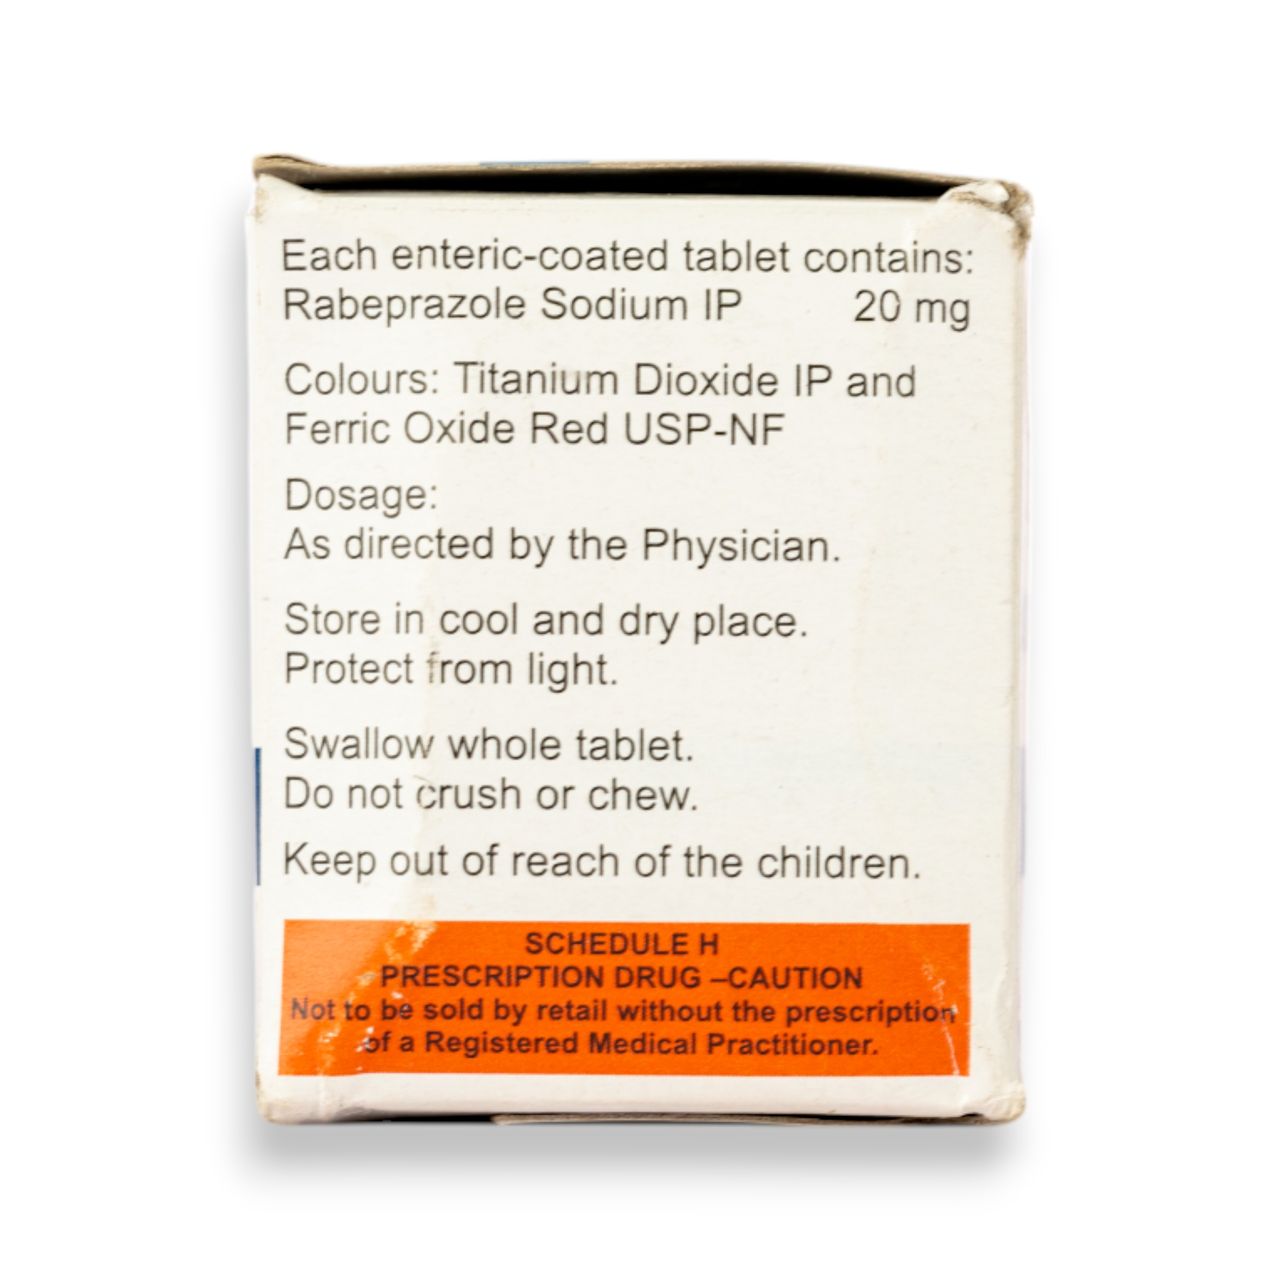 Each enteric-coated tablet contains:
Rabeprazole Sodium IP 20 mg
Colours: Titanium Dioxide IP and
Ferric Oxide Red USP-NF
Dosage:
As directed by the Physician.
Store in cool and dry place.
Protect from light.
Swallow whole tablet.
Do not crush or chew.
Keep out of reach of the children.
SCHEDULE H
PRESCRIPTION DRUG –CAUTION
Not to be sold by retail without the prescription
of a Registered Medical Practitioner.